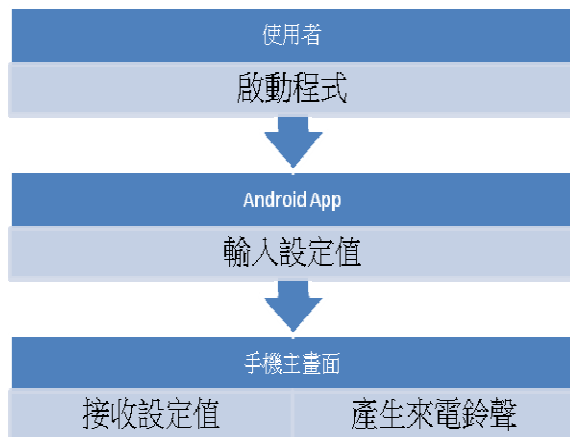 使用者
啟動程式
Android App
輸入設定值
手機主畫面
接收設定值 產生來電鈴聲